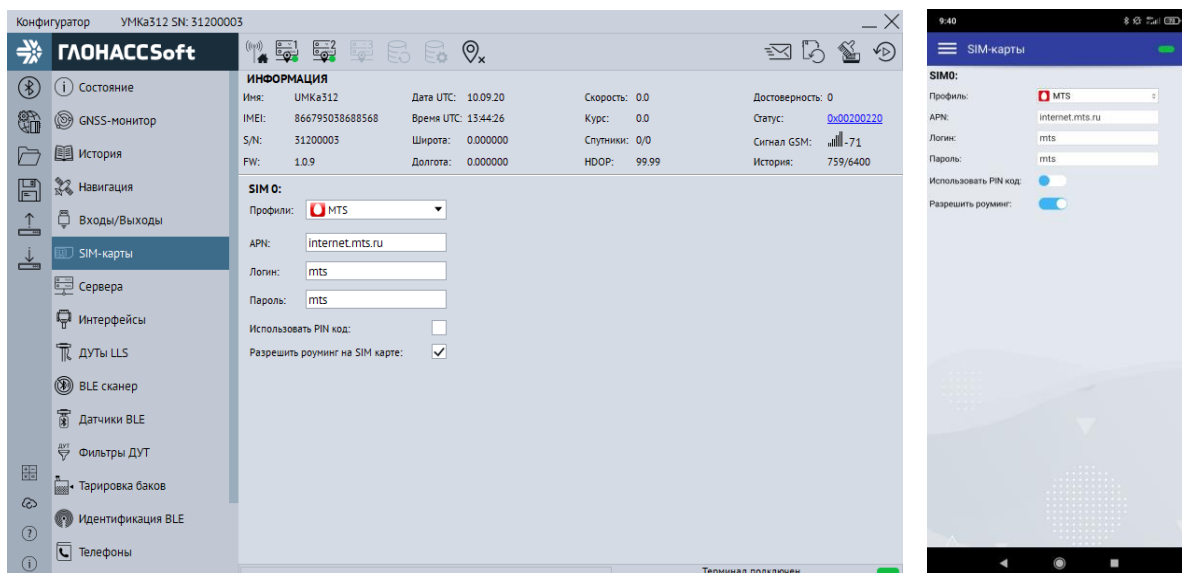 Конфигуратор УМКа312 SN: 31200003
ГЛОНАССSoft
Состояние
GNSS-монитор
История
Навигация
Входы/Выходы
SIM-карты
Сервера
Интерфейсы
ДУТы LLS
BLE сканер
Датчики BLE
Фильтры ДУТ
Тарировка баков
Идентификация BLE
Телефоны
ИНФОРМАЦИЯ
Имя: UMKa312 Дата UTC: 10.09.20 Скорость: 0.0 Достоверность: 0
IMEI: 866795038688568 Время UTC: 13:44:26 Курс: 0.0 Статус: 0x00200220
S/N: 31200003 Широта: 0.000000 Спутники: 0/0 Сигнал GSM: -71
FW: 1.0.9 Долгота: 0.000000 HDOP: 99.99 История: 759/6400
SIM 0:
Профили: MTS
APN: internet.mts.ru
Логин: mts
Пароль: mts
Использовать PIN код:
Разрешить роуминг на SIM карте:
Терминал подключен
9:40
SIM-карты
SIM0:
Профиль: MTS
APN: internet.mts.ru
Логин: mts
Пароль: mts
Использовать PIN код:
Разрешить роуминг: